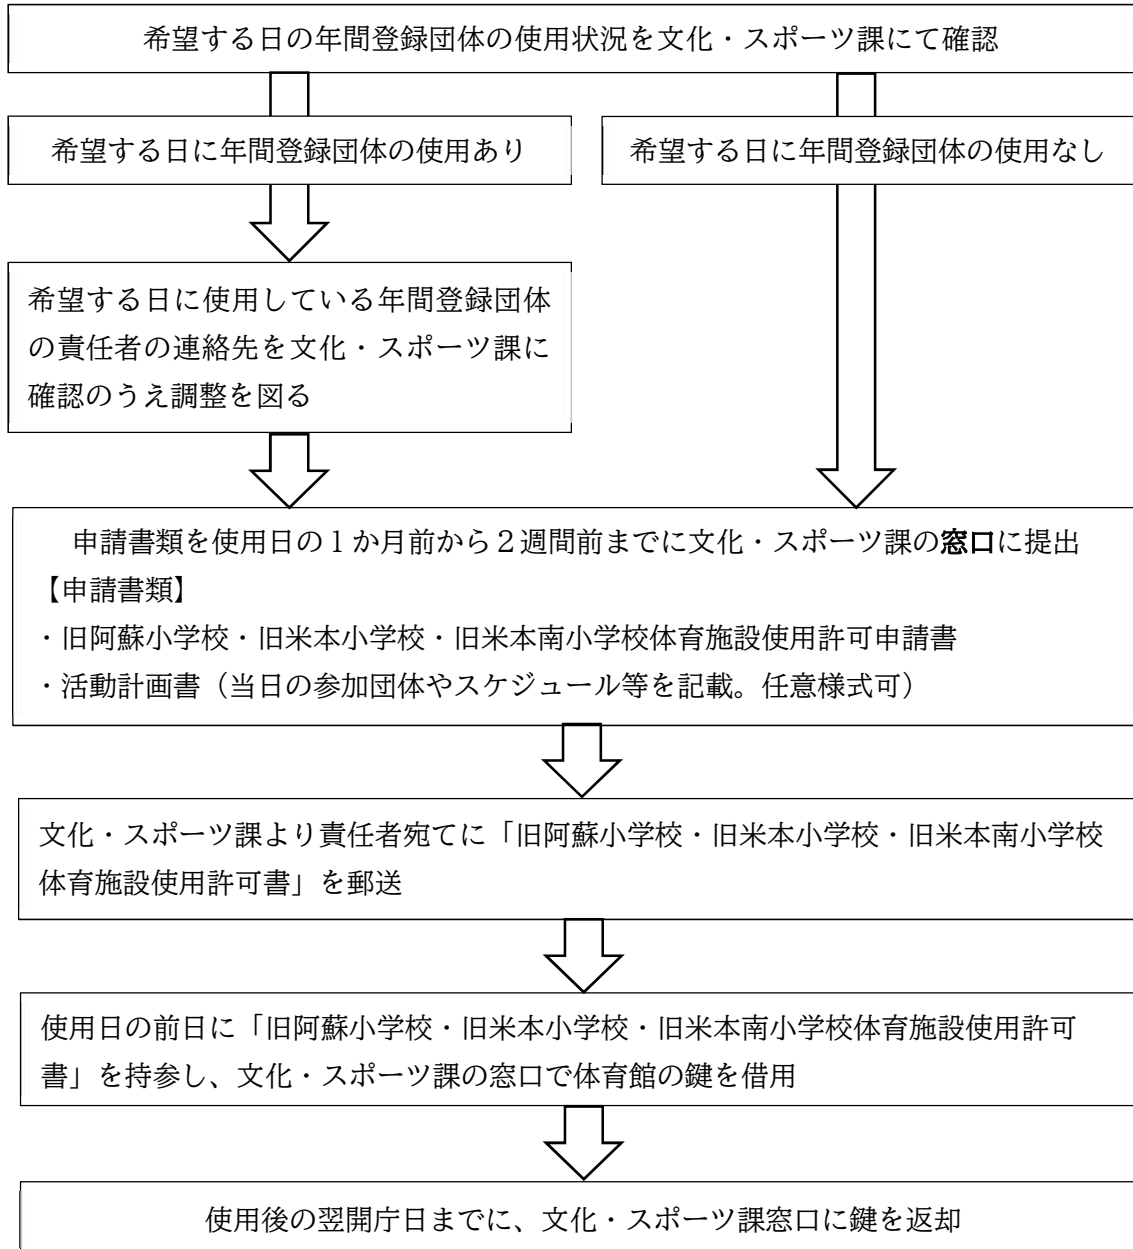 希望する日の年間登録団体の使用状況を文化・スポーツ課にて確認
希望する日に年間登録団体の使用あり
希望する日に年間登録団体の使用なし
希望する日に使用している年間登録団体
の責任者の連絡先を文化・スポーツ課に
確認のうえ調整を図る
申請書類を使用日の1か月前から2週間前までに文化・スポーツ課の窓口に提出
【申請書類】
・旧阿蘇小学校・旧米本小学校・旧米本南小学校体育施設使用許可申請書
・活動計画書（当日の参加団体やスケジュール等を記載。任意様式可）
文化・スポーツ課より責任者宛てに「旧阿蘇小学校・旧米本小学校・旧米本南小学校
体育施設使用許可書」を郵送
使用日の前日に「旧阿蘇小学校・旧米本小学校・旧米本南小学校体育施設使用許可
書」を持参し、文化・スポーツ課の窓口で体育館の鍵を借用
使用後の翌開庁日までに、文化・スポーツ課窓口に鍵を返却